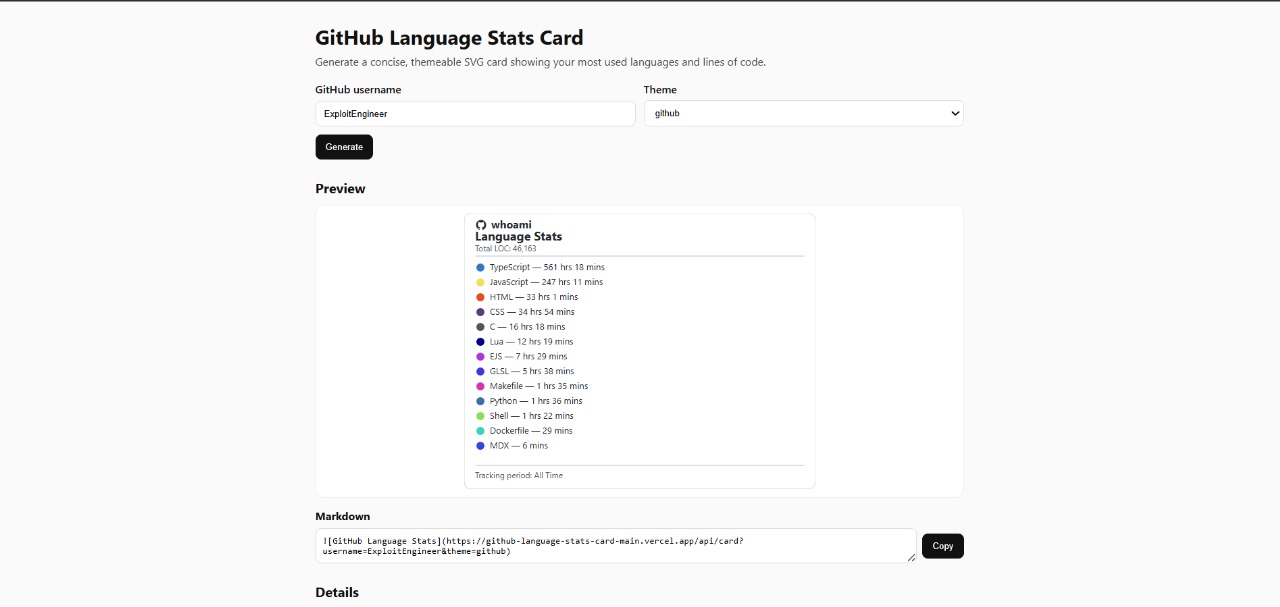 GitHub Language Stats Card
Generate a concise, themeable SVG card showing your most used languages and lines of code.
GitHub username
Theme
ExploitEngineer
github
Generate
Preview
whoami
Language Stats
Total LOC: 46,163
TypeScript — 561 hrs 18 mins
JavaScript — 247 hrs 11 mins
HTML — 33 hrs 1 mins
CSS — 34 hrs 54 mins
C — 16 hrs 18 mins
Lua — 12 hrs 19 mins
EJS — 7 hrs 29 mins
GLSL — 5 hrs 38 mins
Makefile — 1 hrs 35 mins
Python — 1 hrs 36 mins
Shell — 1 hrs 22 mins
Dockerfile — 29 mins
MDX — 6 mins
Tracking period: All Time
Markdown
![GitHub Language Stats](https://github-language-stats-card-main.vercel.app/api/card?
username=ExploitEngineer&theme=github)
Copy
Details